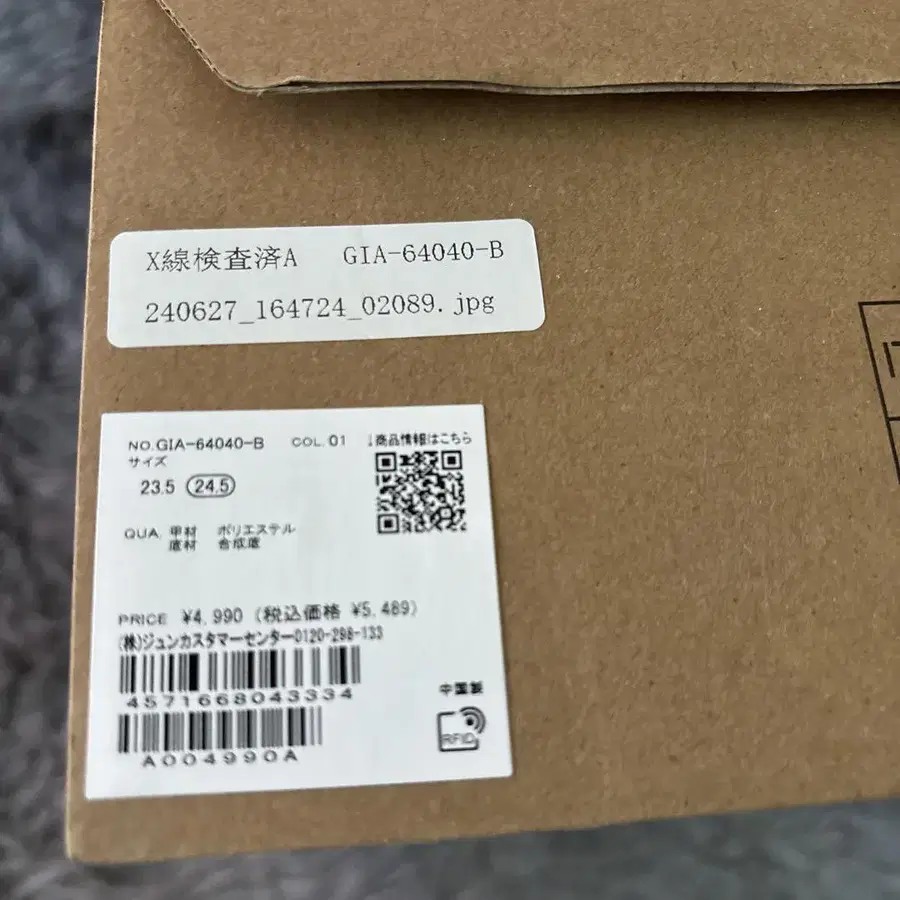 X線検査済A GIA-64040-B
240627_164724_02089.jpg
NO.GIA-64040-B COL.01 ↓商品情報はこちら
サイズ
23.5 24.5
QUA. 甲材 ポリエステル
底材 合成底
PRICE ¥4,990 (税込価格 ¥5,489)
(株)ジュンカスタマーセンター0120-298-133
4571668043334
A004990A
中国製
RFID